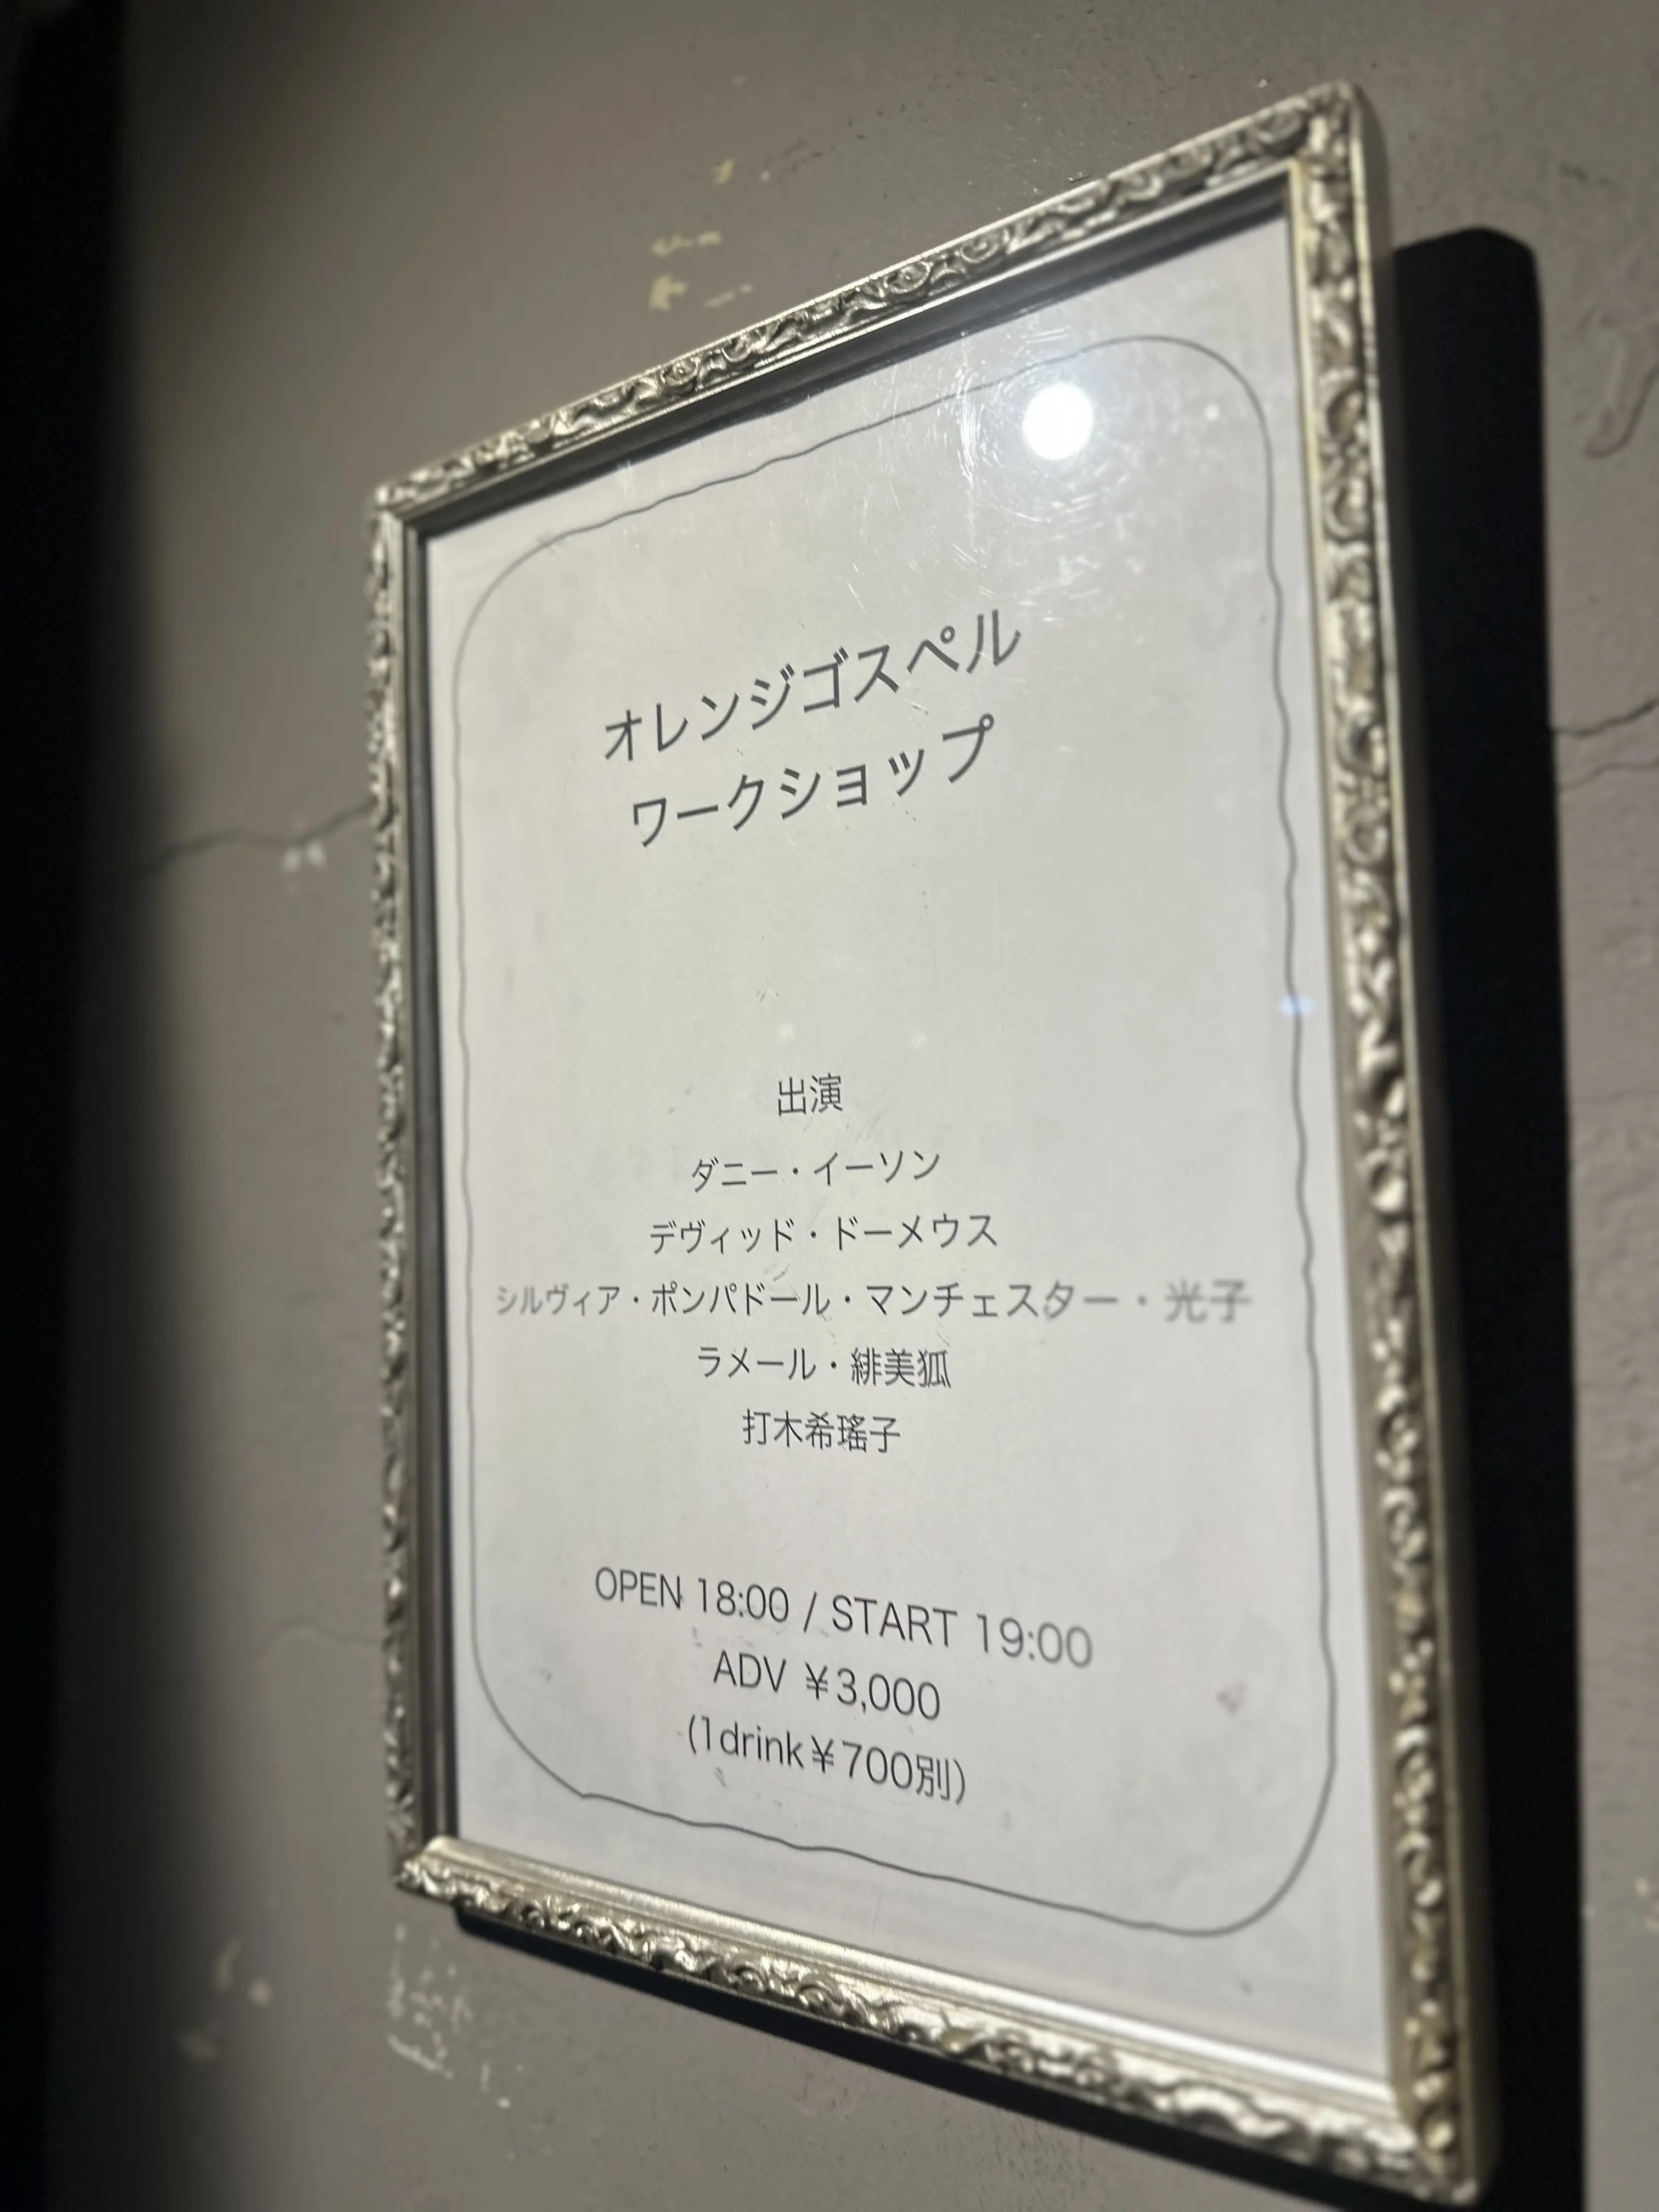 オレンジゴスペル
ワークショップ
出演
ダニー・イーソン
デヴィッド・ドーメウス
シルヴィア・ポンパドール・マンチェスター・光子
ラメール・緋美狐
打木希瑤子
OPEN 18:00 / START 19:00
ADV ¥3,000
(1drink¥700別)